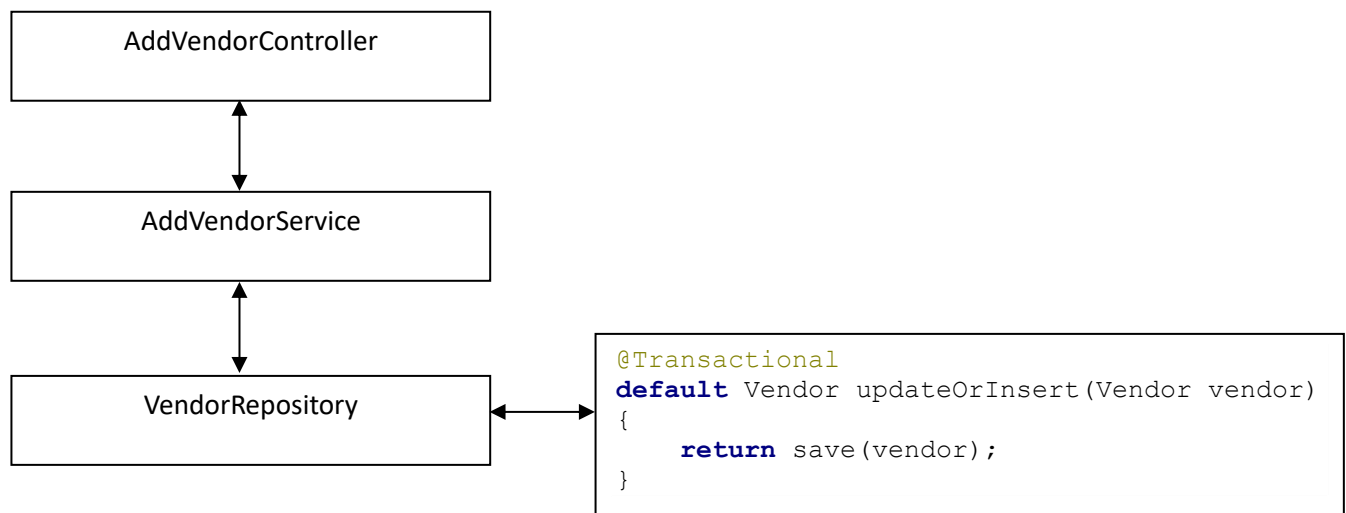 AddVendorController
AddVendorService
VendorRepository
@Transactional
default Vendor updateOrInsert(Vendor vendor)
{
    return save(vendor);
}